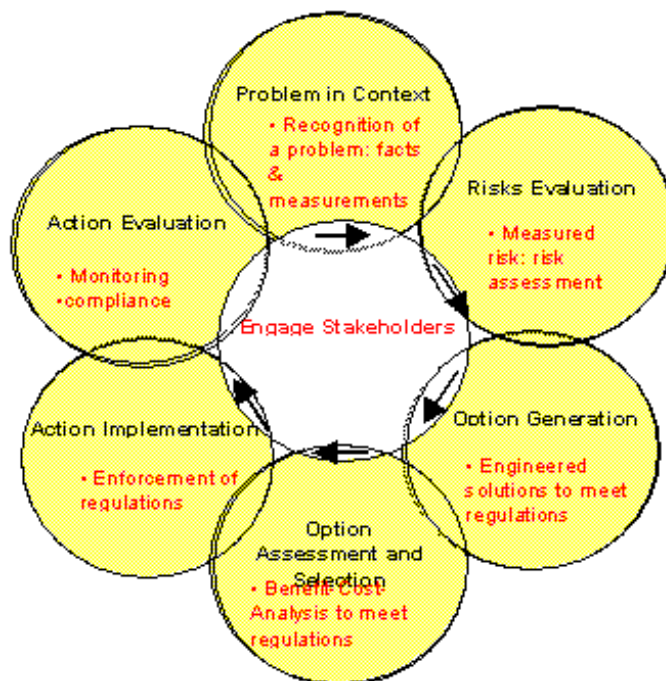 Problem in Context
• Recognition of
a problem: facts
&
measurements
Risks Evaluation
• Measured
risk: risk
assessment
Option Generation
• Engineered
solutions to meet
regulations
Option
Assessment and
Selection
• Benefit-Cost-
Analysis to meet
regulations
Action Implementation
• Enforcement of
regulations
Action Evaluation
• Monitoring
•compliance
Engage Stakeholders